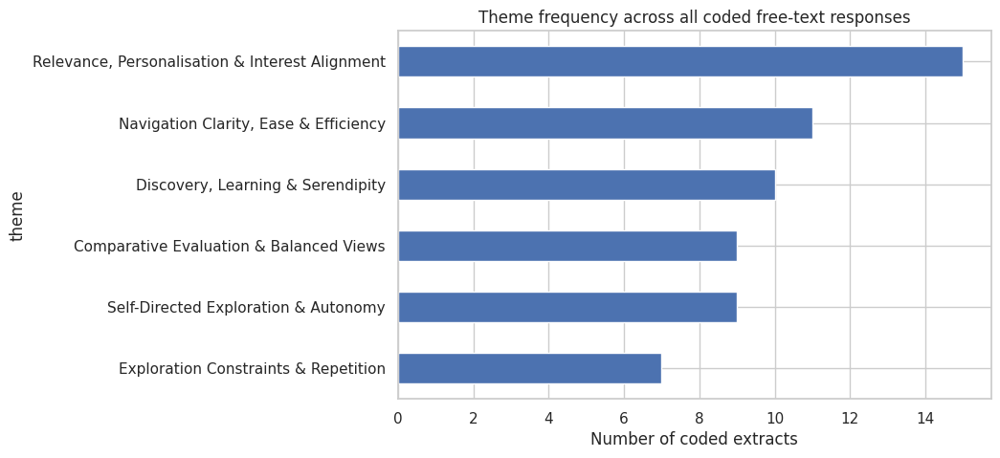 Theme frequency across all coded free-text responses
Relevance, Personalisation & Interest Alignment
Navigation Clarity, Ease & Efficiency
Discovery, Learning & Serendipity
Comparative Evaluation & Balanced Views
Self-Directed Exploration & Autonomy
Exploration Constraints & Repetition
theme
0 2 4 6 8 10 12 14
Number of coded extracts